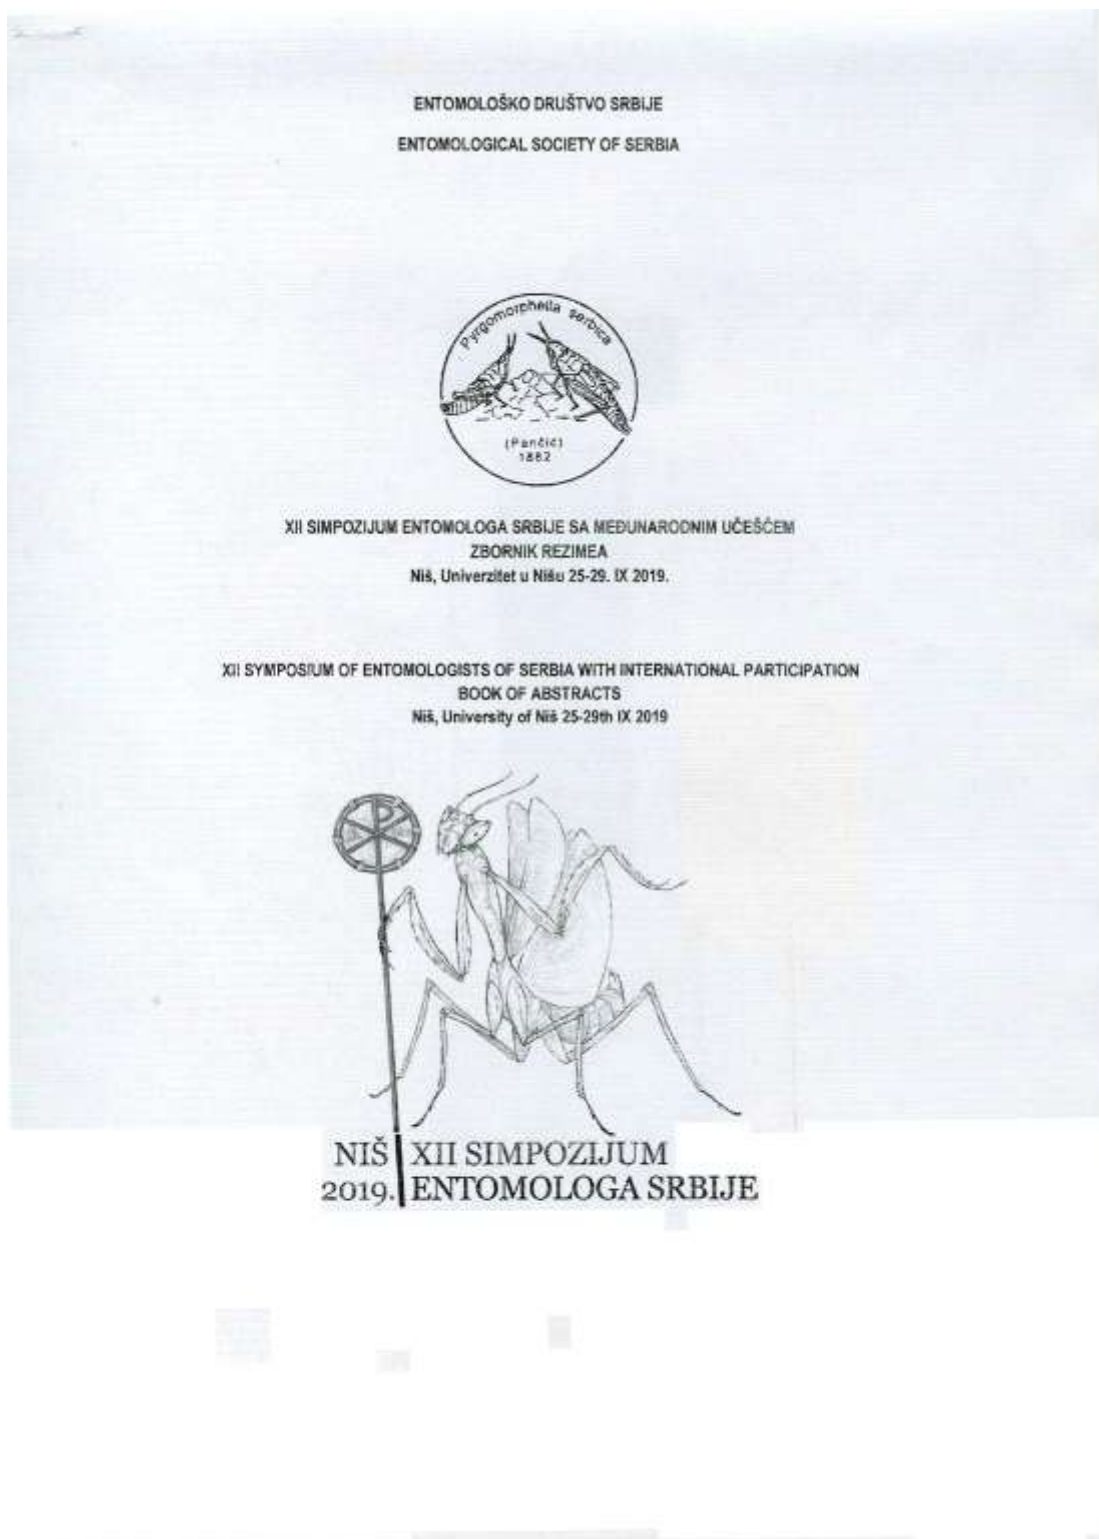 ENTOMOLOŠKO DRUŠTVO SRBIJE
ENTOMOLOGICAL SOCIETY OF SERBIA
Pyrgomorphella serbica
(Pančić)
1882
XII SIMPOZIJUM ENTOMOLOGA SRBIJE SA MEĐUNARODNIM UČEŠĆEM
ZBORNIK REZIMEA
Niš, Univerzitet u Nišu 25-29. IX 2019.
XII SYMPOSIUM OF ENTOMOLOGISTS OF SERBIA WITH INTERNATIONAL PARTICIPATION
BOOK OF ABSTRACTS
Niš, University of Niš 25-29th IX 2019
NIŠ XII SIMPOZIJUM
2019. ENTOMOLOGA SRBIJE